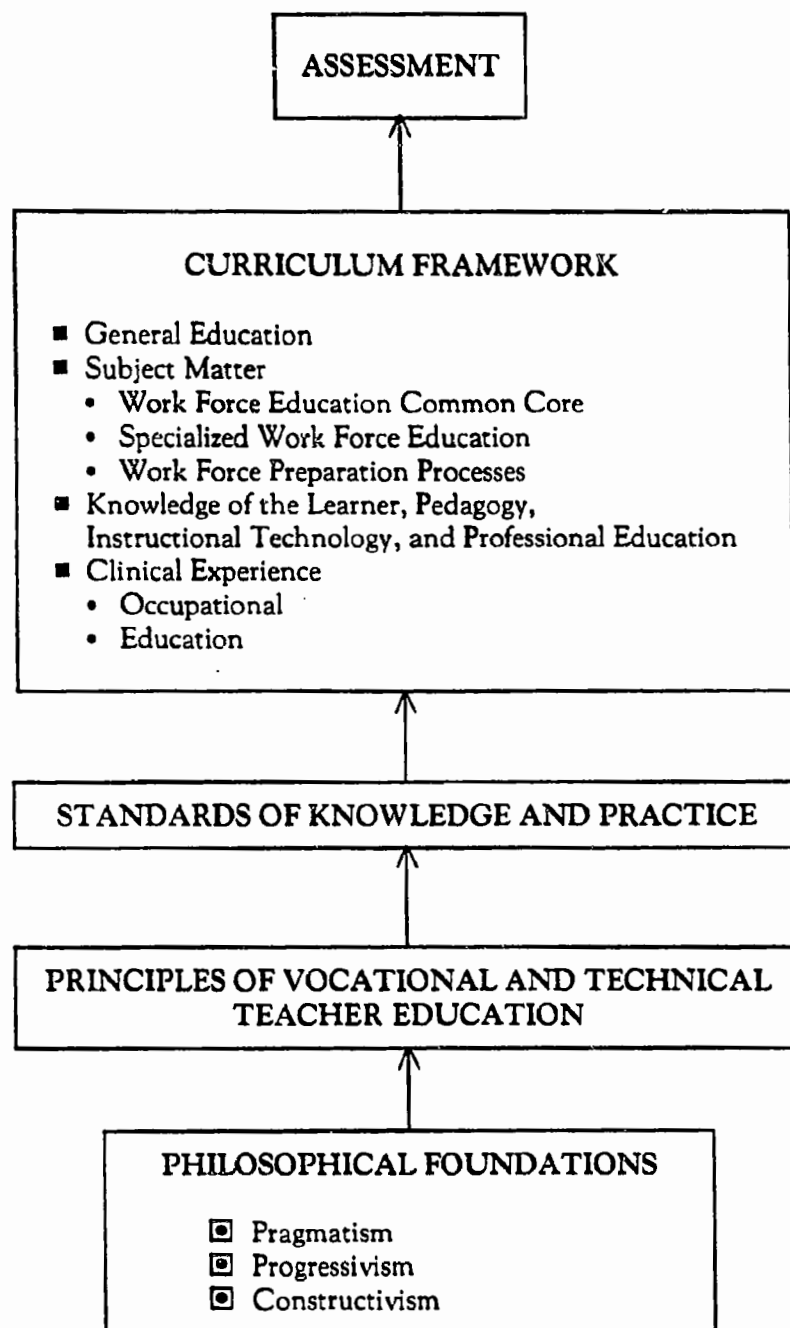 ASSESSMENT
CURRICULUM FRAMEWORK
■ General Education
■ Subject Matter
• Work Force Education Common Core
• Specialized Work Force Education
• Work Force Preparation Processes
■ Knowledge of the Learner, Pedagogy,
Instructional Technology, and Professional Education
■ Clinical Experience
• Occupational
• Education
STANDARDS OF KNOWLEDGE AND PRACTICE
PRINCIPLES OF VOCATIONAL AND TECHNICAL
TEACHER EDUCATION
PHILOSOPHICAL FOUNDATIONS
Pragmatism
Progressivism
Constructivism